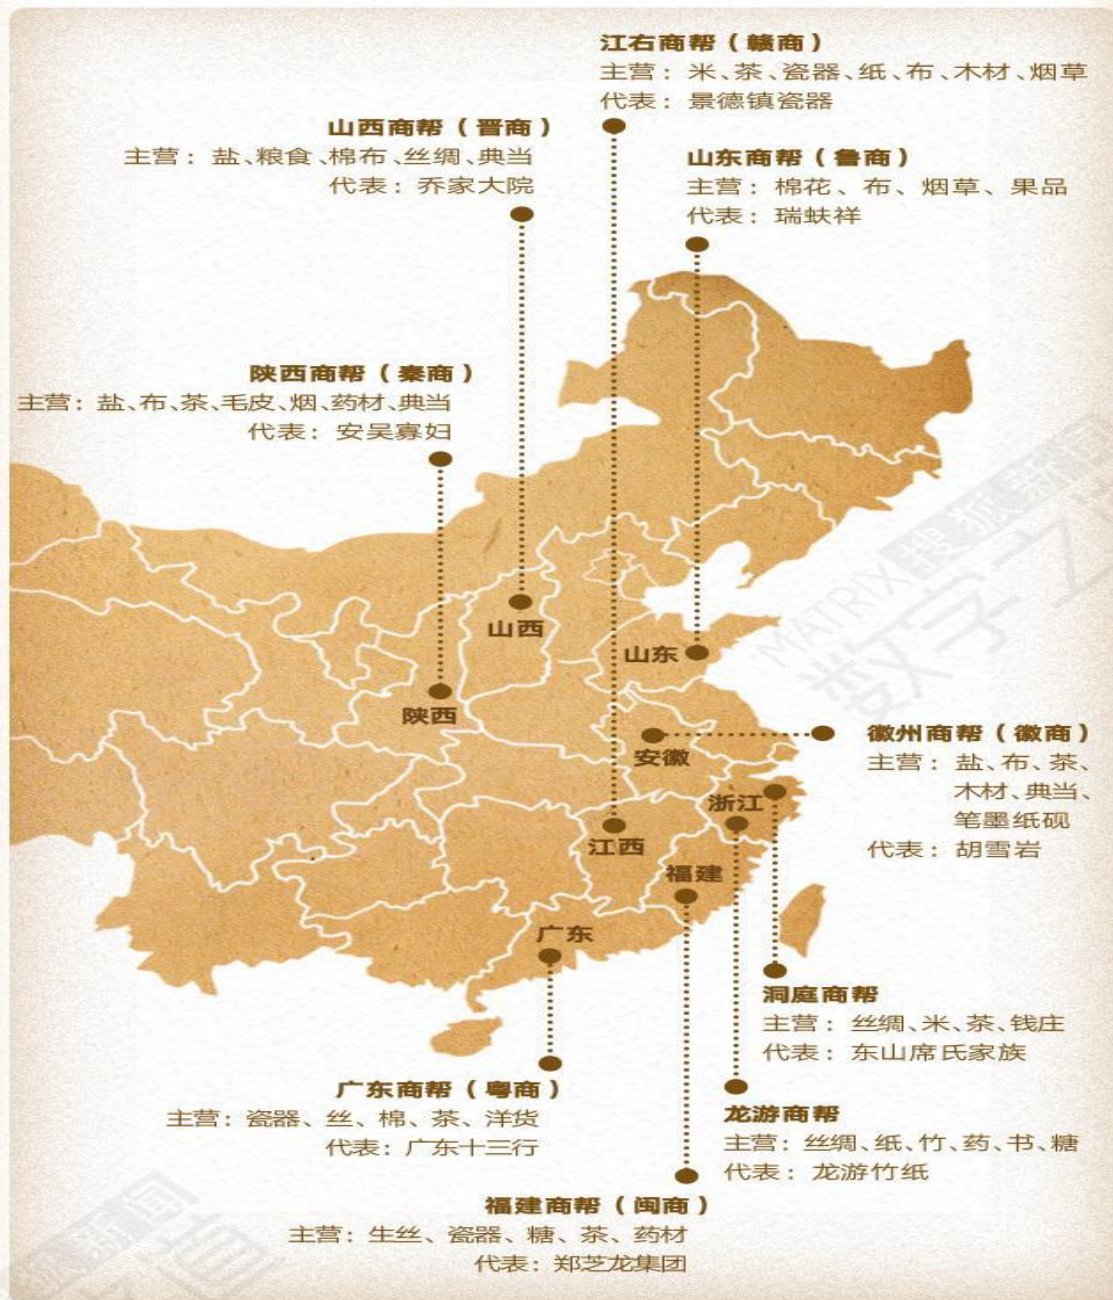 江右商帮（赣商）
主营：米、茶、瓷器、纸、布、木材、烟草
代表：景德镇瓷器
山西商帮（晋商）
主营：盐、粮食、棉布、丝绸、典当
代表：乔家大院
山东商帮（鲁商）
主营：棉花、布、烟草、果品
代表：瑞蚨祥
陕西商帮（秦商）
主营：盐、布、茶、毛皮、烟、药材、典当
代表：安吴寡妇
山西
山东
陕西
安徽
徽州商帮（徽商）
主营：盐、布、茶、
木材、典当、
笔墨纸砚
代表：胡雪岩
浙江
江西
福建
广东
洞庭商帮
主营：丝绸、米、茶、钱庄
代表：东山席氏家族
广东商帮（粤商）
主营：瓷器、丝、棉、茶、洋货
代表：广东十三行
龙游商帮
主营：丝绸、纸、竹、药、书、糖
代表：龙游竹纸
福建商帮（闽商）
主营：生丝、瓷器、糖、茶、药材
代表：郑芝龙集团
MATRIX 搜狐新闻
数字之